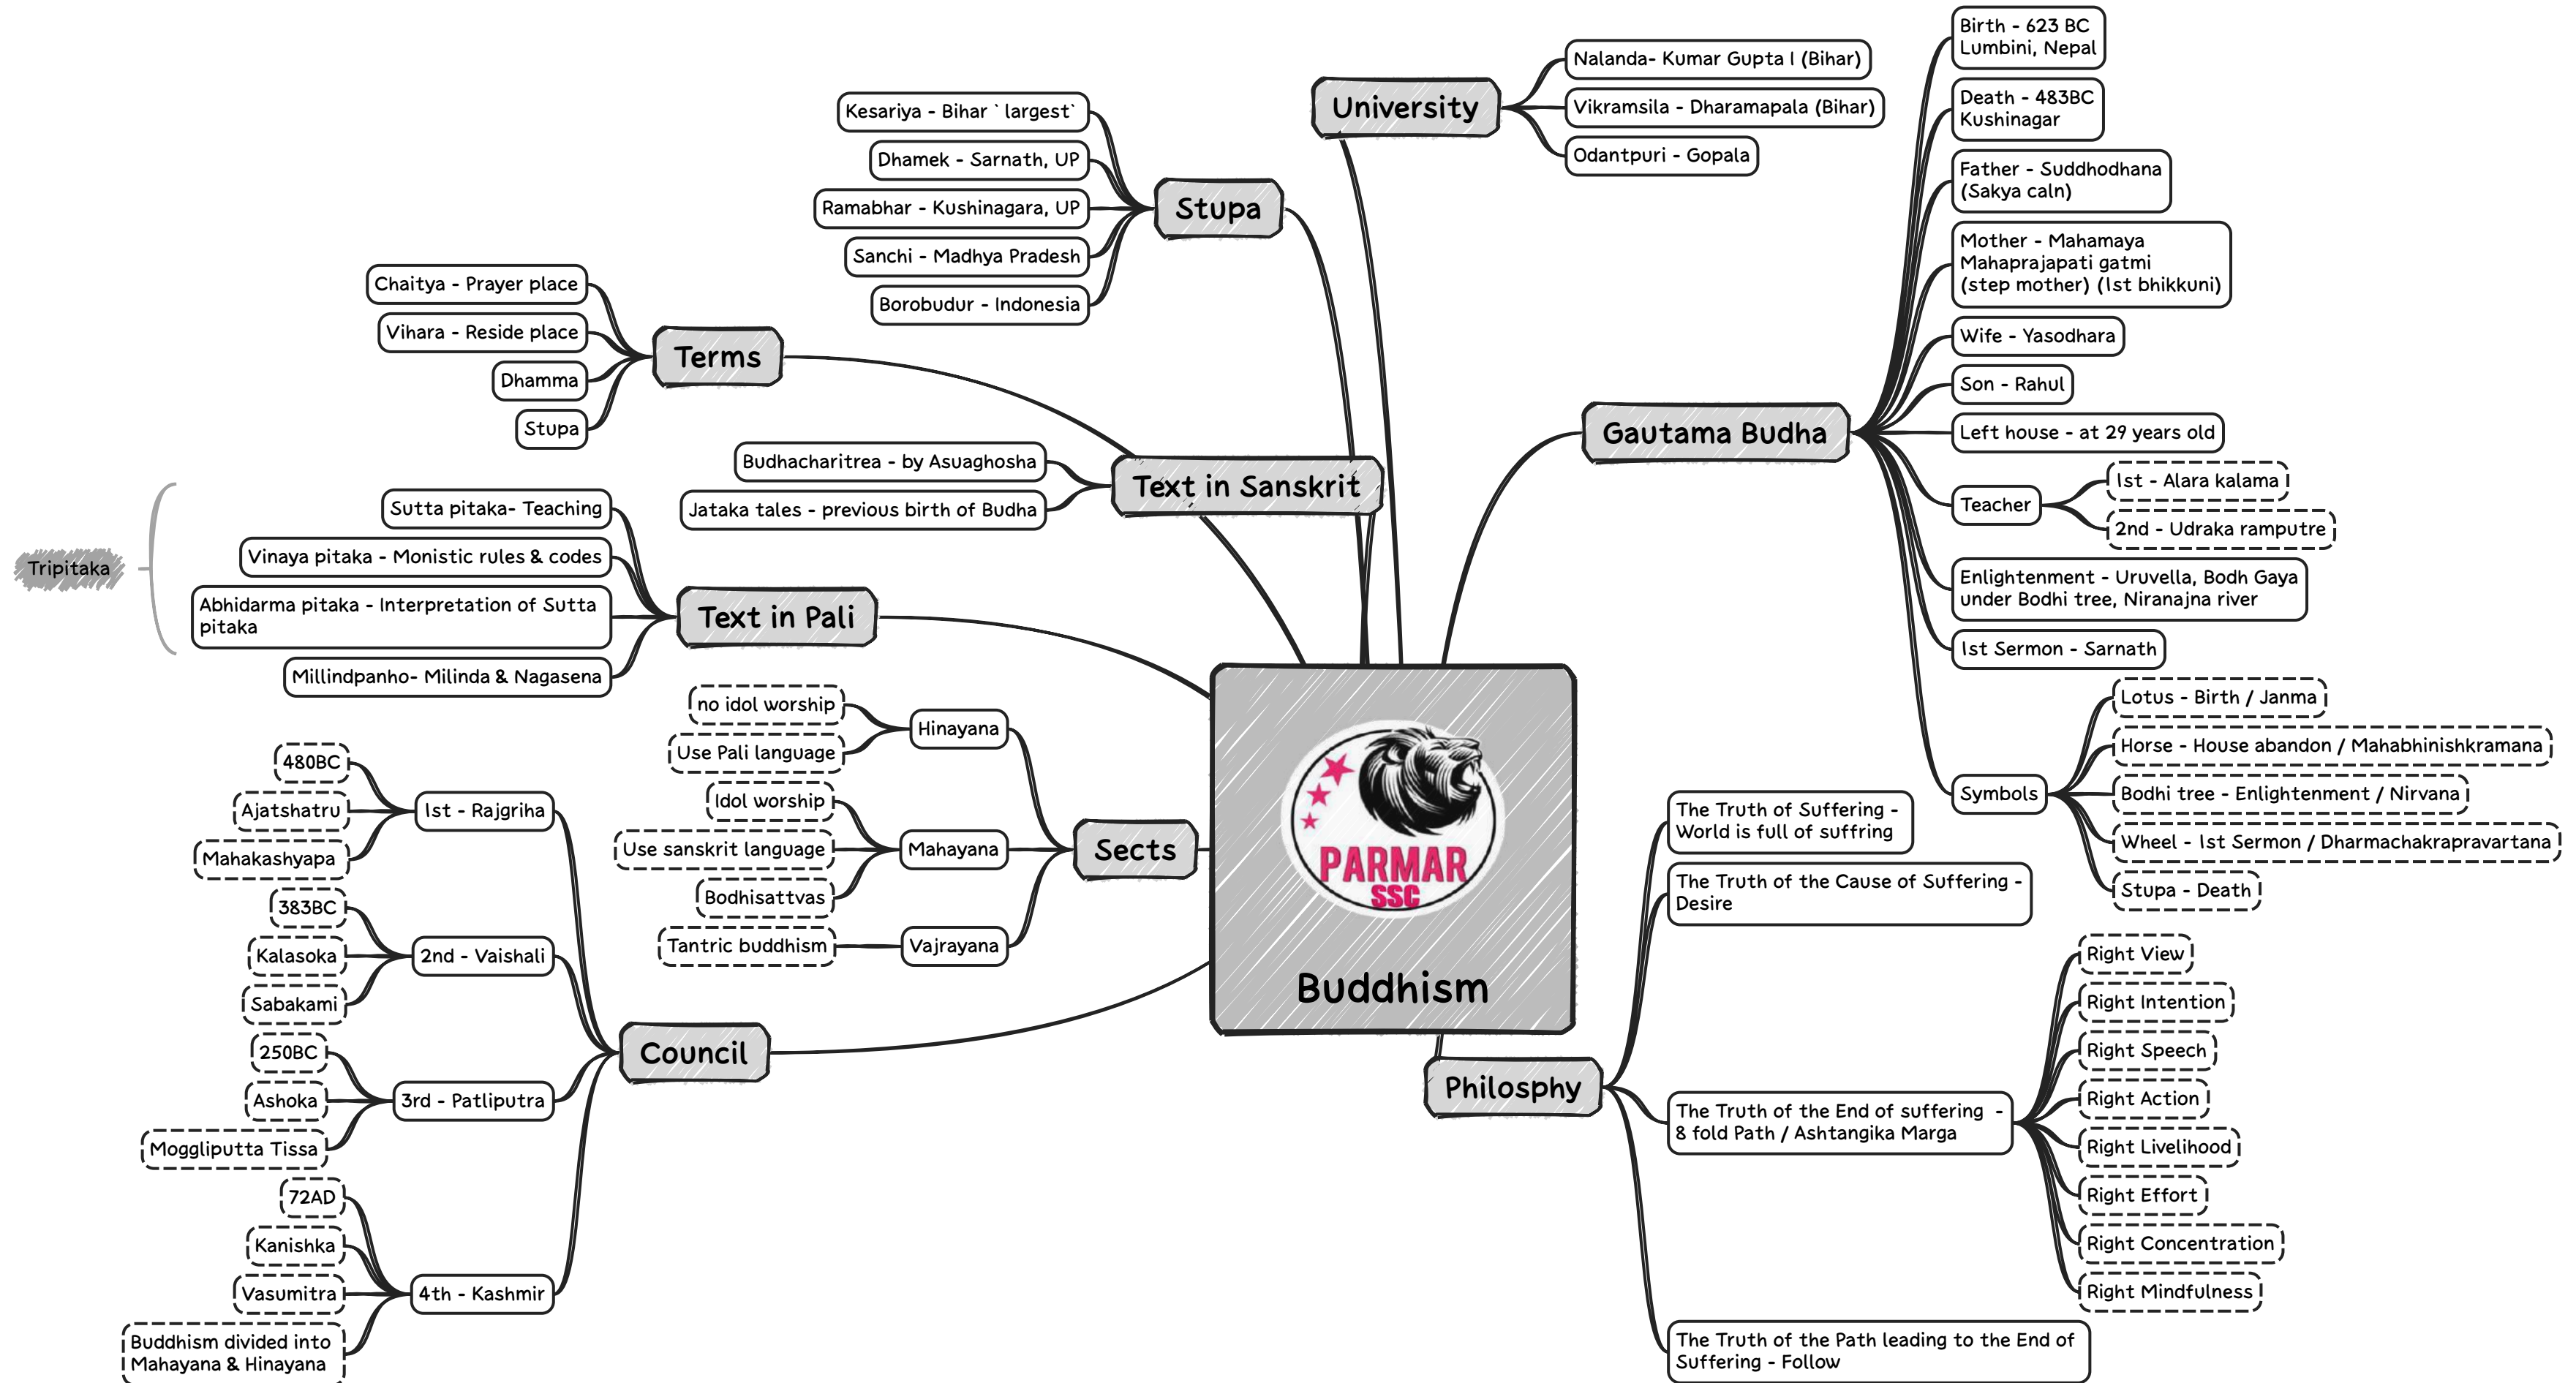 University
Nalanda- Kumar Gupta I (Bihar)
Vikramsila - Dharamapala (Bihar)
Odantpuri - Gopala
Stupa
Kesariya - Bihar ` largest`
Dhamek - Sarnath, UP
Ramabhar - Kushinagara, UP
Sanchi - Madhya Pradesh
Borobudur - Indonesia
Terms
Chaitya - Prayer place
Vihara - Reside place
Dhamma
Stupa
Text in Sanskrit
Budhacharitrea - by Asuaghosha
Jataka tales - previous birth of Budha
Text in Pali
Tripitaka
Sutta pitaka- Teaching
Vinaya pitaka - Monistic rules & codes
Abhidarma pitaka - Interpretation of Sutta
pitaka
Millindpanho- Milinda & Nagasena
Sects
Hinayana
no idol worship
Use Pali language
Mahayana
Idol worship
Use sanskrit language
Bodhisattvas
Vajrayana
Tantric buddhism
Council
1st - Rajgriha
480BC
Ajatshatru
Mahakashyapa
2nd - Vaishali
383BC
Kalasoka
Sabakami
3rd - Patliputra
250BC
Ashoka
Moggliputta Tissa
4th - Kashmir
72AD
Kanishka
Vasumitra
Buddhism divided into
Mahayana & Hinayana
PARMAR
SSC
Buddhism
Gautama Budha
Birth - 623 BC
Lumbini, Nepal
Death - 483BC
Kushinagar
Father - Suddhodhana
(Sakya caln)
Mother - Mahamaya
Mahaprajapati gatmi
(step mother) (1st bhikkuni)
Wife - Yasodhara
Son - Rahul
Left house - at 29 years old
Teacher
1st - Alara kalama
2nd - Udraka ramputre
Enlightenment - Uruvella, Bodh Gaya
under Bodhi tree, Niranajna river
1st Sermon - Sarnath
Symbols
Lotus - Birth / Janma
Horse - House abandon / Mahabhinishkramana
Bodhi tree - Enlightenment / Nirvana
Wheel - 1st Sermon / Dharmachakrapravartana
Stupa - Death
Philosphy
The Truth of Suffering -
World is full of suffring
The Truth of the Cause of Suffering -
Desire
The Truth of the End of suffering  -
8 fold Path / Ashtangika Marga
Right View
Right Intention
Right Speech
Right Action
Right Livelihood
Right Effort
Right Concentration
Right Mindfulness
The Truth of the Path leading to the End of
Suffering - Follow